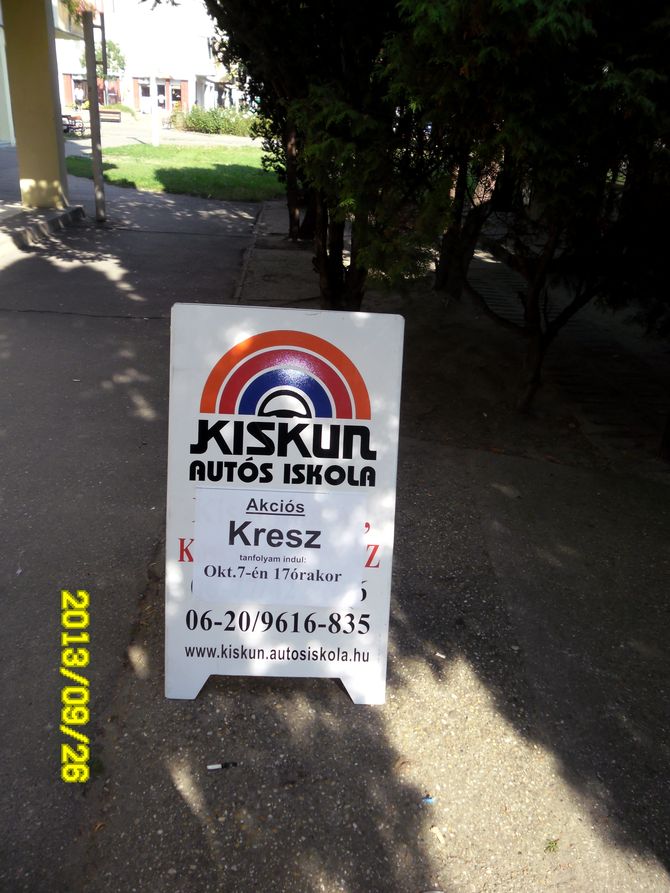 KISKUN
AUTÓS ISKOLA
Akciós
Kresz
tanfolyam indul:
Okt.7-én 17órakor
06-20/9616-835
www.kiskun.autosiskola.hu
2013/09/26